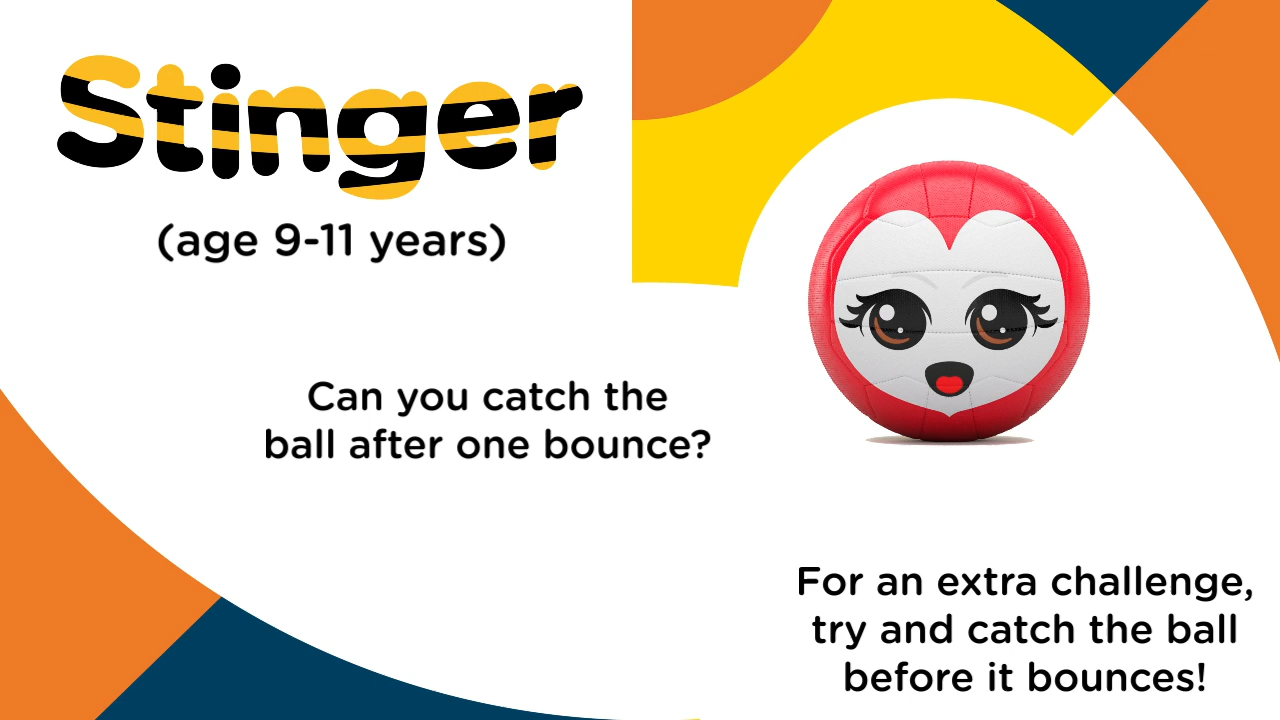 Stinger
(age 9-11 years)
Can you catch the
ball after one bounce?
For an extra challenge,
try and catch the ball
before it bounces!